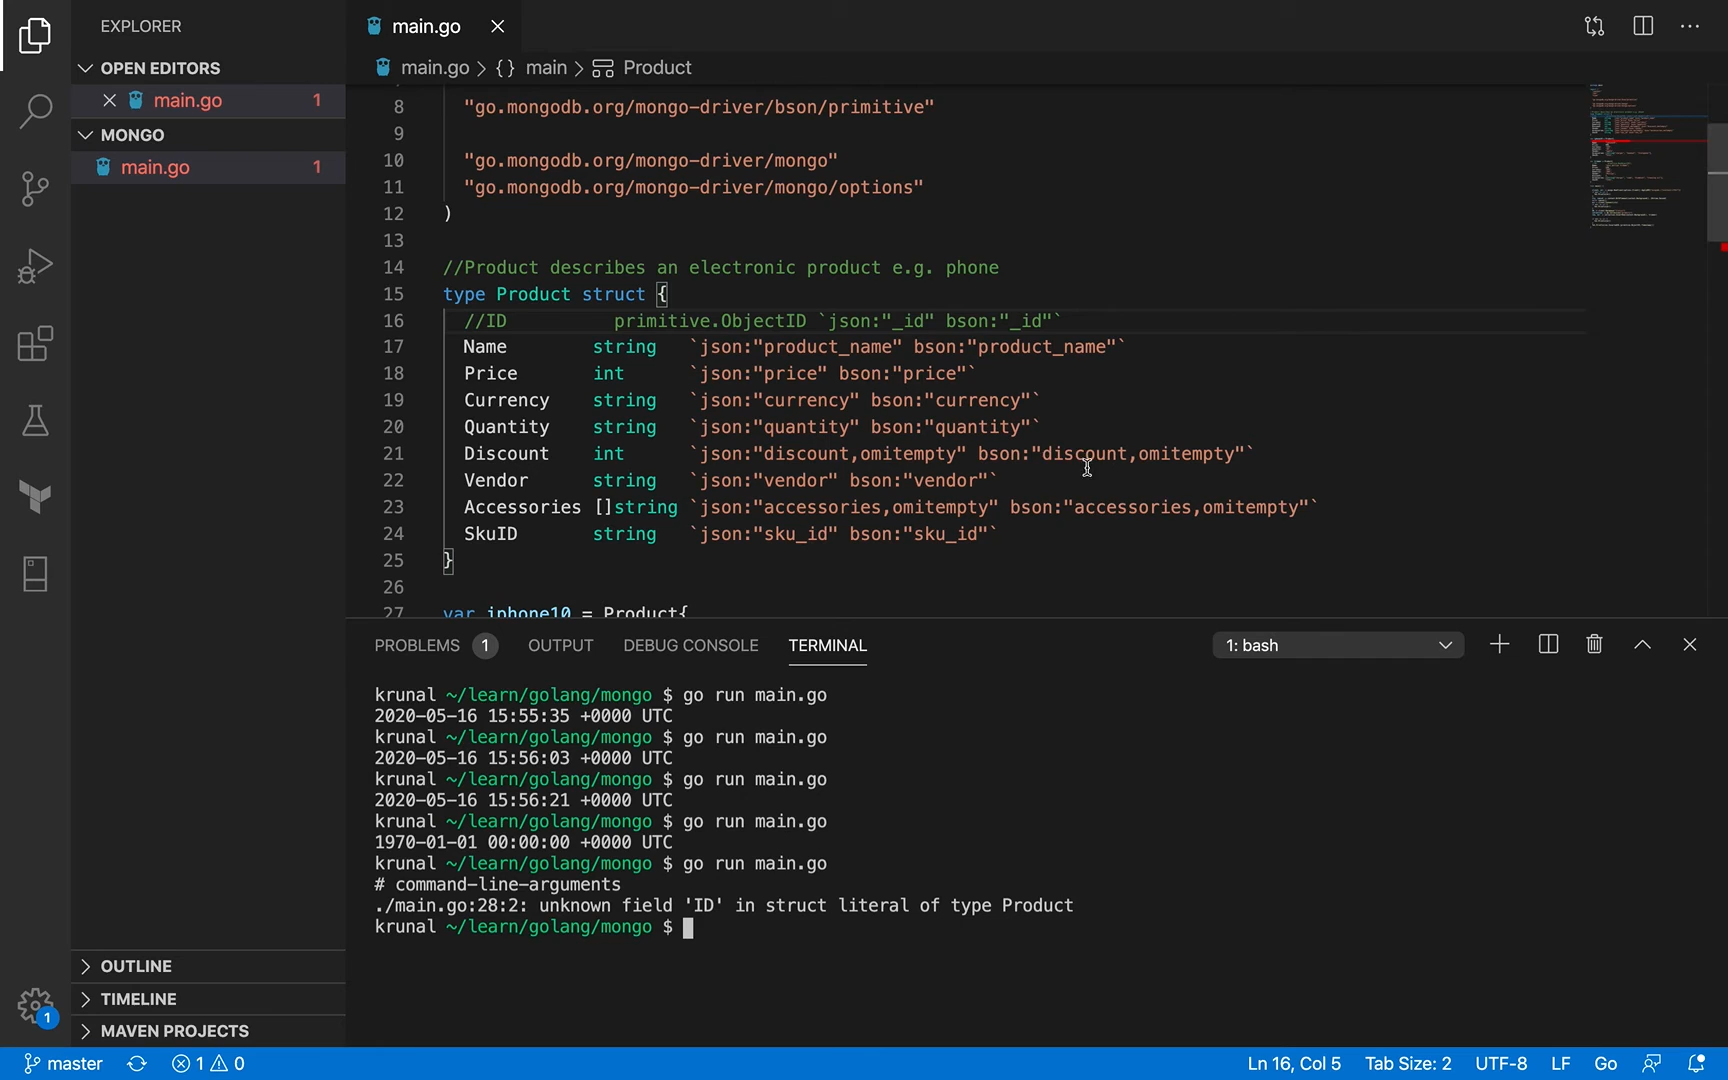 EXPLORER
OPEN EDITORS
main.go 1
MONGO
main.go 1
OUTLINE
TIMELINE
MAVEN PROJECTS
1
main.go
main.go > {} main > Product
8 "go.mongodb.org/mongo-driver/bson/primitive"
9
10 "go.mongodb.org/mongo-driver/mongo"
11 "go.mongodb.org/mongo-driver/mongo/options"
12 )
13
14 //Product describes an electronic product e.g. phone
15 type Product struct {
16 //ID primitive.ObjectID `json:"_id" bson:"_id"`
17 Name string `json:"product_name" bson:"product_name"`
18 Price int `json:"price" bson:"price"`
19 Currency string `json:"currency" bson:"currency"`
20 Quantity string `json:"quantity" bson:"quantity"`
21 Discount int `json:"discount,omitempty" bson:"discount,omitempty"`
22 Vendor string `json:"vendor" bson:"vendor"`
23 Accessories []string `json:"accessories,omitempty" bson:"accessories,omitempty"`
24 SkuID string `json:"sku_id" bson:"sku_id"`
25 }
26
27 var iphone10 = Product{
PROBLEMS 1 OUTPUT DEBUG CONSOLE TERMINAL 1: bash
krunal ~/learn/golang/mongo $ go run main.go
2020-05-16 15:55:35 +0000 UTC
krunal ~/learn/golang/mongo $ go run main.go
2020-05-16 15:56:03 +0000 UTC
krunal ~/learn/golang/mongo $ go run main.go
2020-05-16 15:56:21 +0000 UTC
krunal ~/learn/golang/mongo $ go run main.go
1970-01-01 00:00:00 +0000 UTC
krunal ~/learn/golang/mongo $ go run main.go
# command-line-arguments
./main.go:28:2: unknown field 'ID' in struct literal of type Product
krunal ~/learn/golang/mongo $
master 1 0 Ln 16, Col 5 Tab Size: 2 UTF-8 LF Go